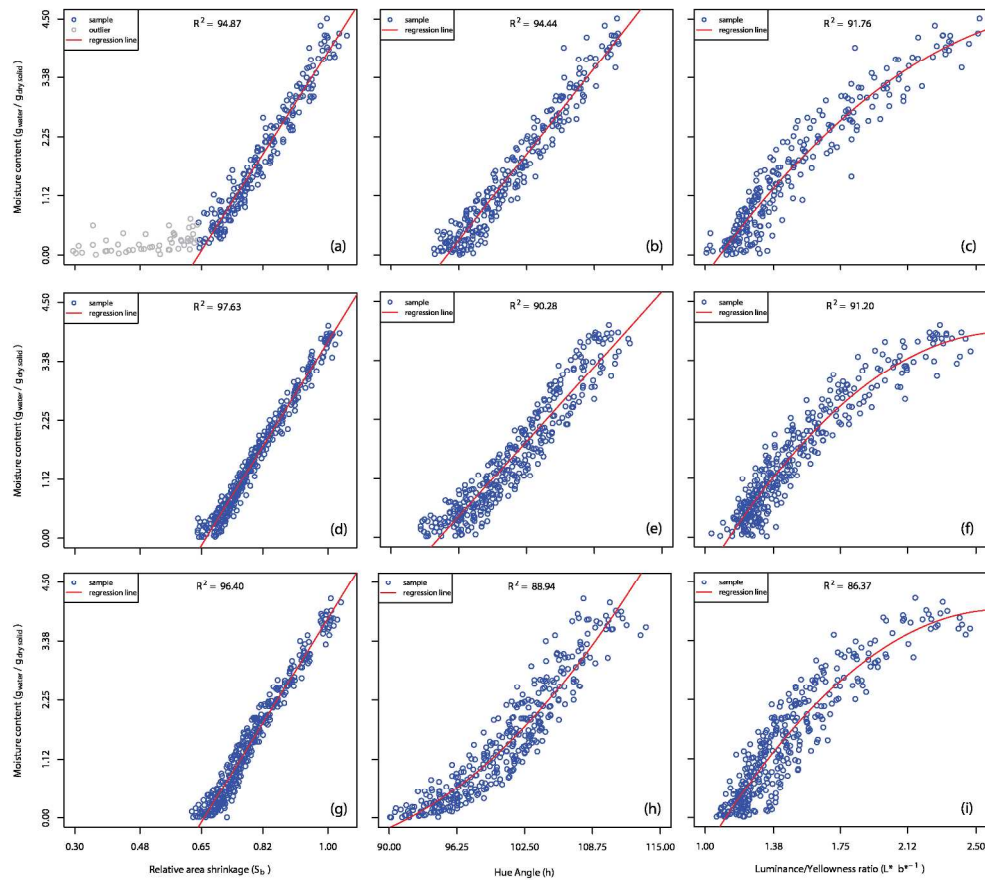 R² = 94.87
sample
outlier
regression line
4.50
3.38
2.25
1.12
0.00
Moisture content (g water / g dry solid)
(a)
R² = 94.44
sample
regression line
(b)
R² = 91.76
sample
regression line
(c)
R² = 97.63
sample
regression line
4.50
3.38
2.25
1.12
0.00
Moisture content (g water / g dry solid)
(d)
R² = 90.28
sample
regression line
(e)
R² = 91.20
sample
regression line
(f)
R² = 96.40
sample
regression line
4.50
3.38
2.25
1.12
0.00
Moisture content (g water / g dry solid)
(g)
0.30 0.48 0.65 0.82 1.00
Relative area shrinkage (Sb)
R² = 88.94
sample
regression line
(h)
90.00 96.25 102.50 108.75 115.00
Hue Angle (h)
R² = 86.37
sample
regression line
(i)
1.00 1.38 1.75 2.12 2.50
Luminance/Yellowness ratio (L* b*⁻¹)